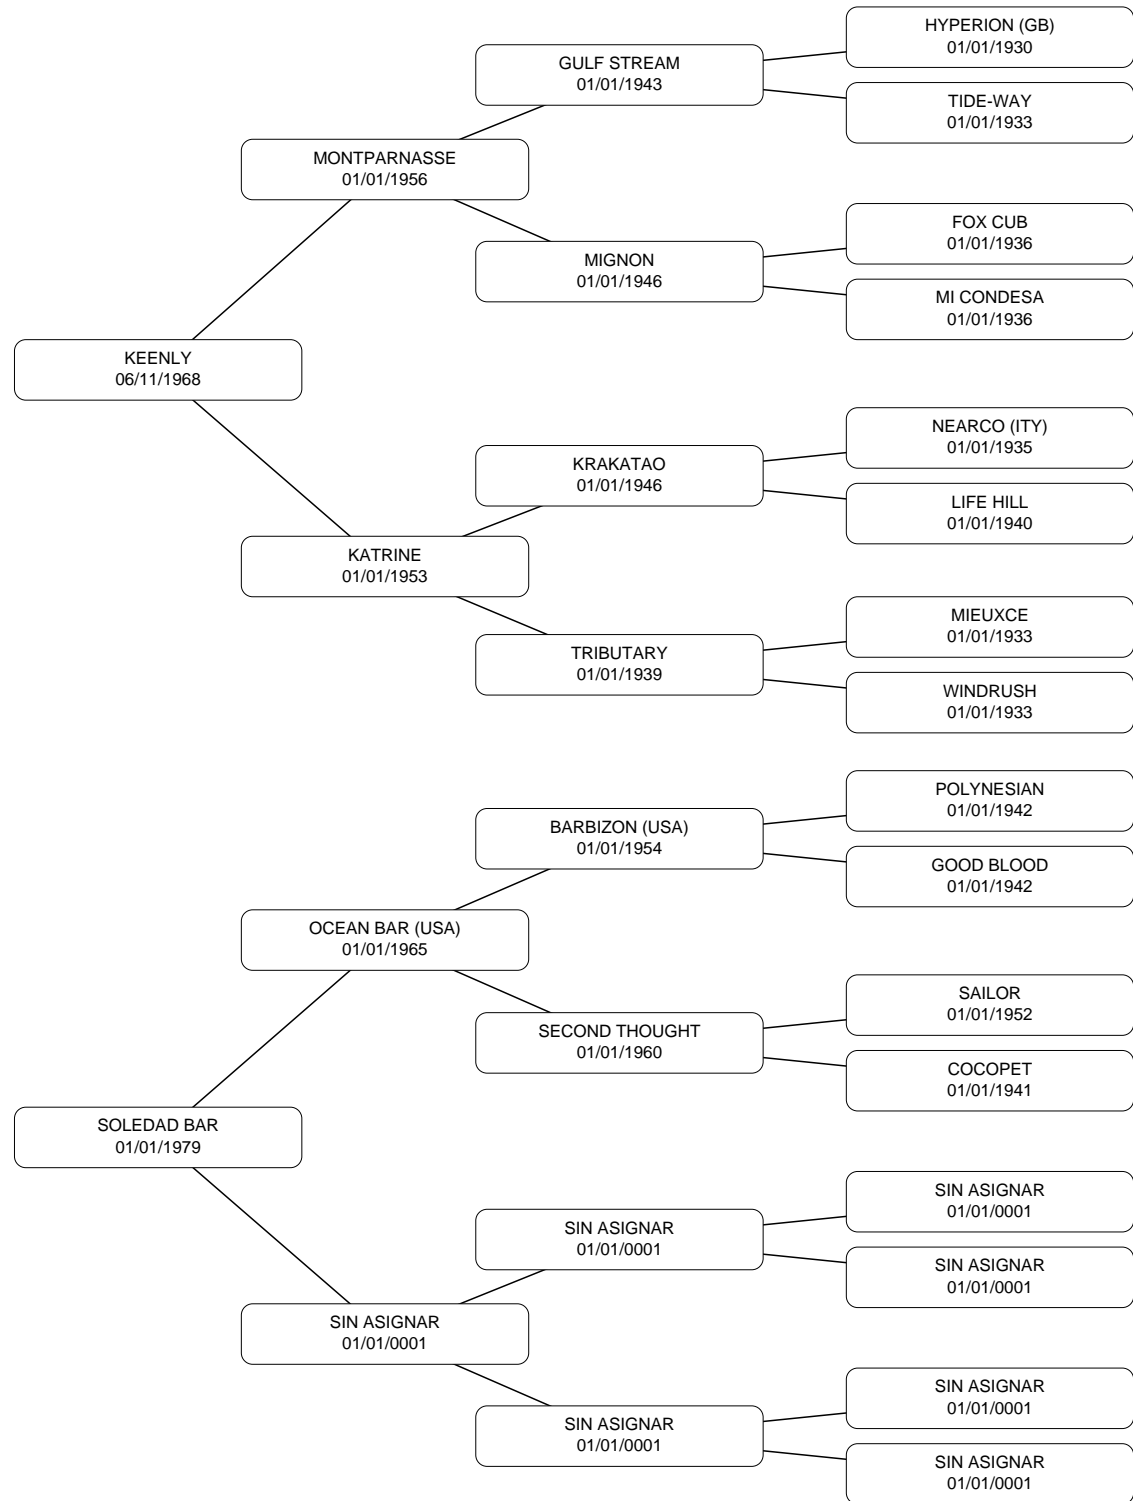 HYPERION (GB)
01/01/1930
GULF STREAM
01/01/1943
TIDE-WAY
01/01/1933
MONTPARNASSE
01/01/1956
FOX CUB
01/01/1936
MIGNON
01/01/1946
MI CONDESA
01/01/1936
KEENLY
06/11/1968
NEARCO (ITY)
01/01/1935
KRAKATAO
01/01/1946
LIFE HILL
01/01/1940
KATRINE
01/01/1953
MIEUXCE
01/01/1933
TRIBUTARY
01/01/1939
WINDRUSH
01/01/1933
POLYNESIAN
01/01/1942
BARBIZON (USA)
01/01/1954
GOOD BLOOD
01/01/1942
OCEAN BAR (USA)
01/01/1965
SAILOR
01/01/1952
SECOND THOUGHT
01/01/1960
COCOPET
01/01/1941
SOLEDAD BAR
01/01/1979
SIN ASIGNAR
01/01/0001
SIN ASIGNAR
01/01/0001
SIN ASIGNAR
01/01/0001
SIN ASIGNAR
01/01/0001
SIN ASIGNAR
01/01/0001
SIN ASIGNAR
01/01/0001
SIN ASIGNAR
01/01/0001